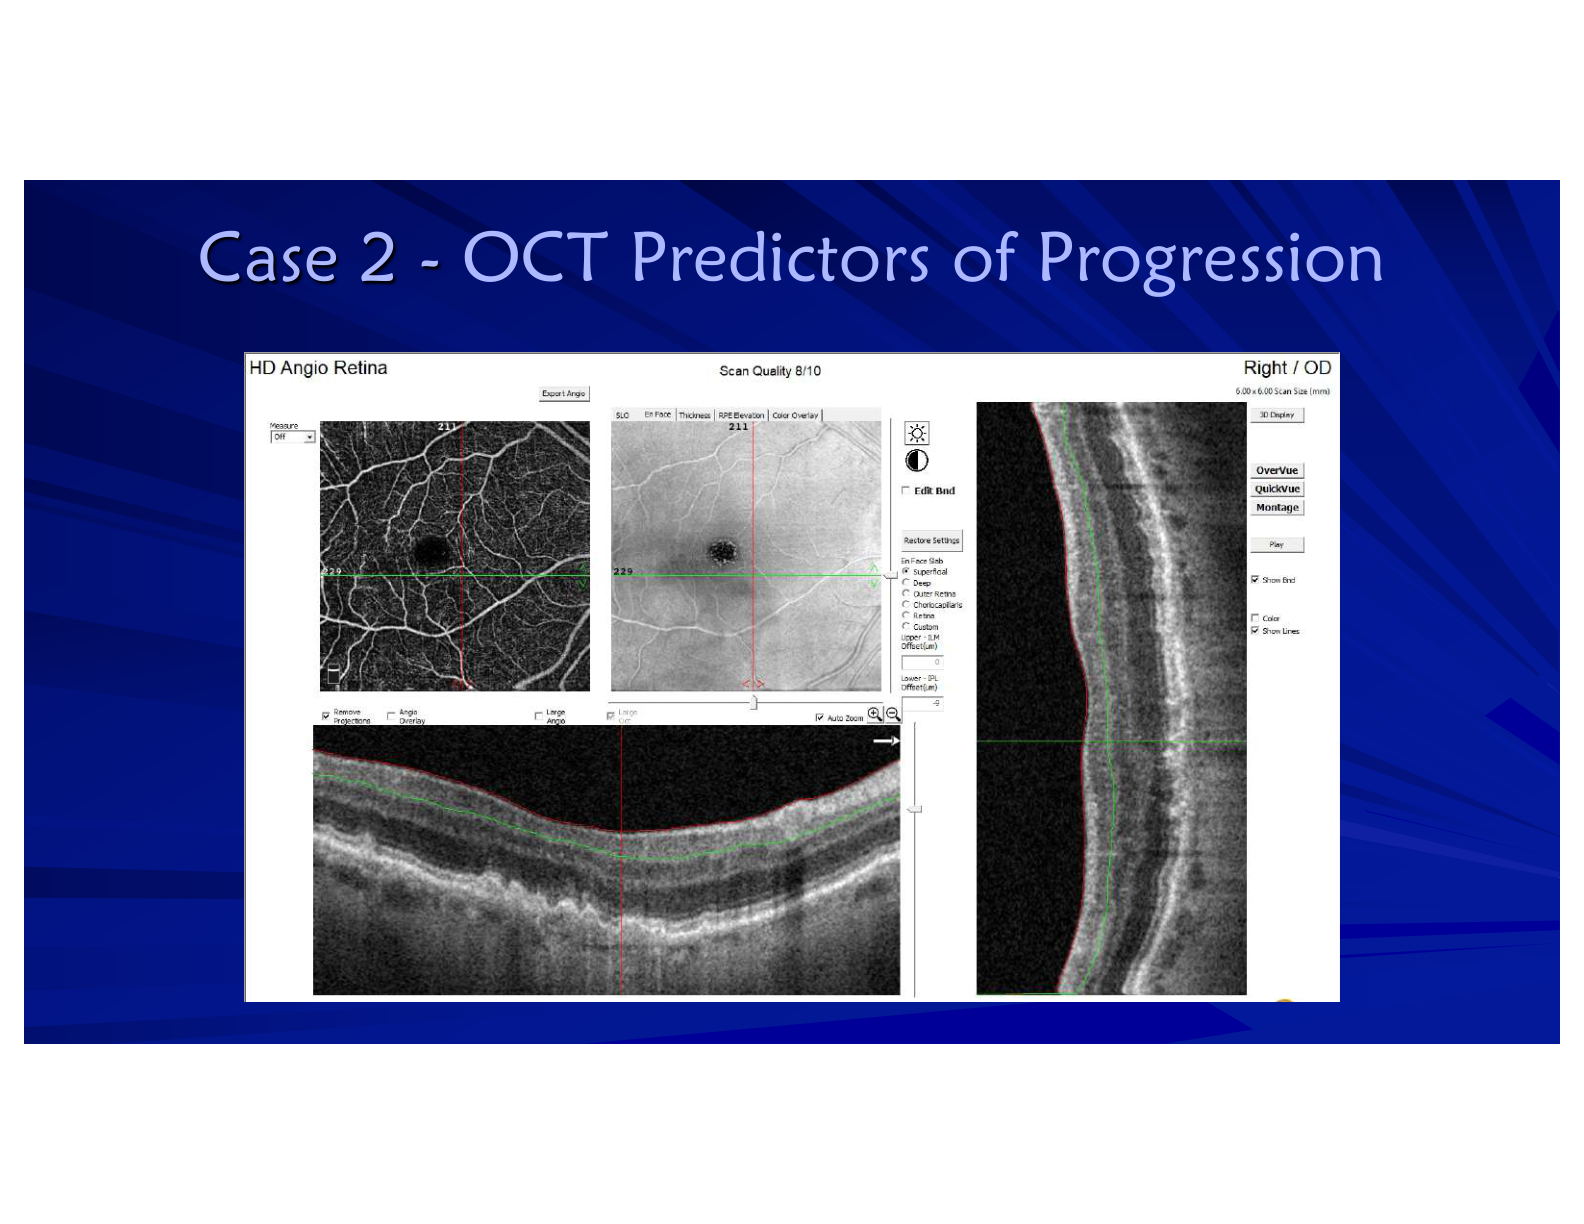 Case 2 - OCT Predictors of Progression
HD Angio Retina
Scan Quality 8/10
Right / OD
6.00 x 6.00 Scan Size (mm)
Export Angio
Measure
Off
SLO En Face Thickness RPE Elevation Color Overlay
3D Display
211
211
229
229
Edit Bnd
OverVue
QuickVue
Montage
Restore Settings
Play
En Face Slab
Superficial
Deep
Outer Retina
Choriocapillaris
Retina
Custom
Show Bnd
Color
Show Lines
Upper - ILM
Offset(um)
0
Lower - IPL
Offset(um)
-9
Remove
Projections
Angio
Overlay
Large
Angio
Large
Oct
Auto Zoom